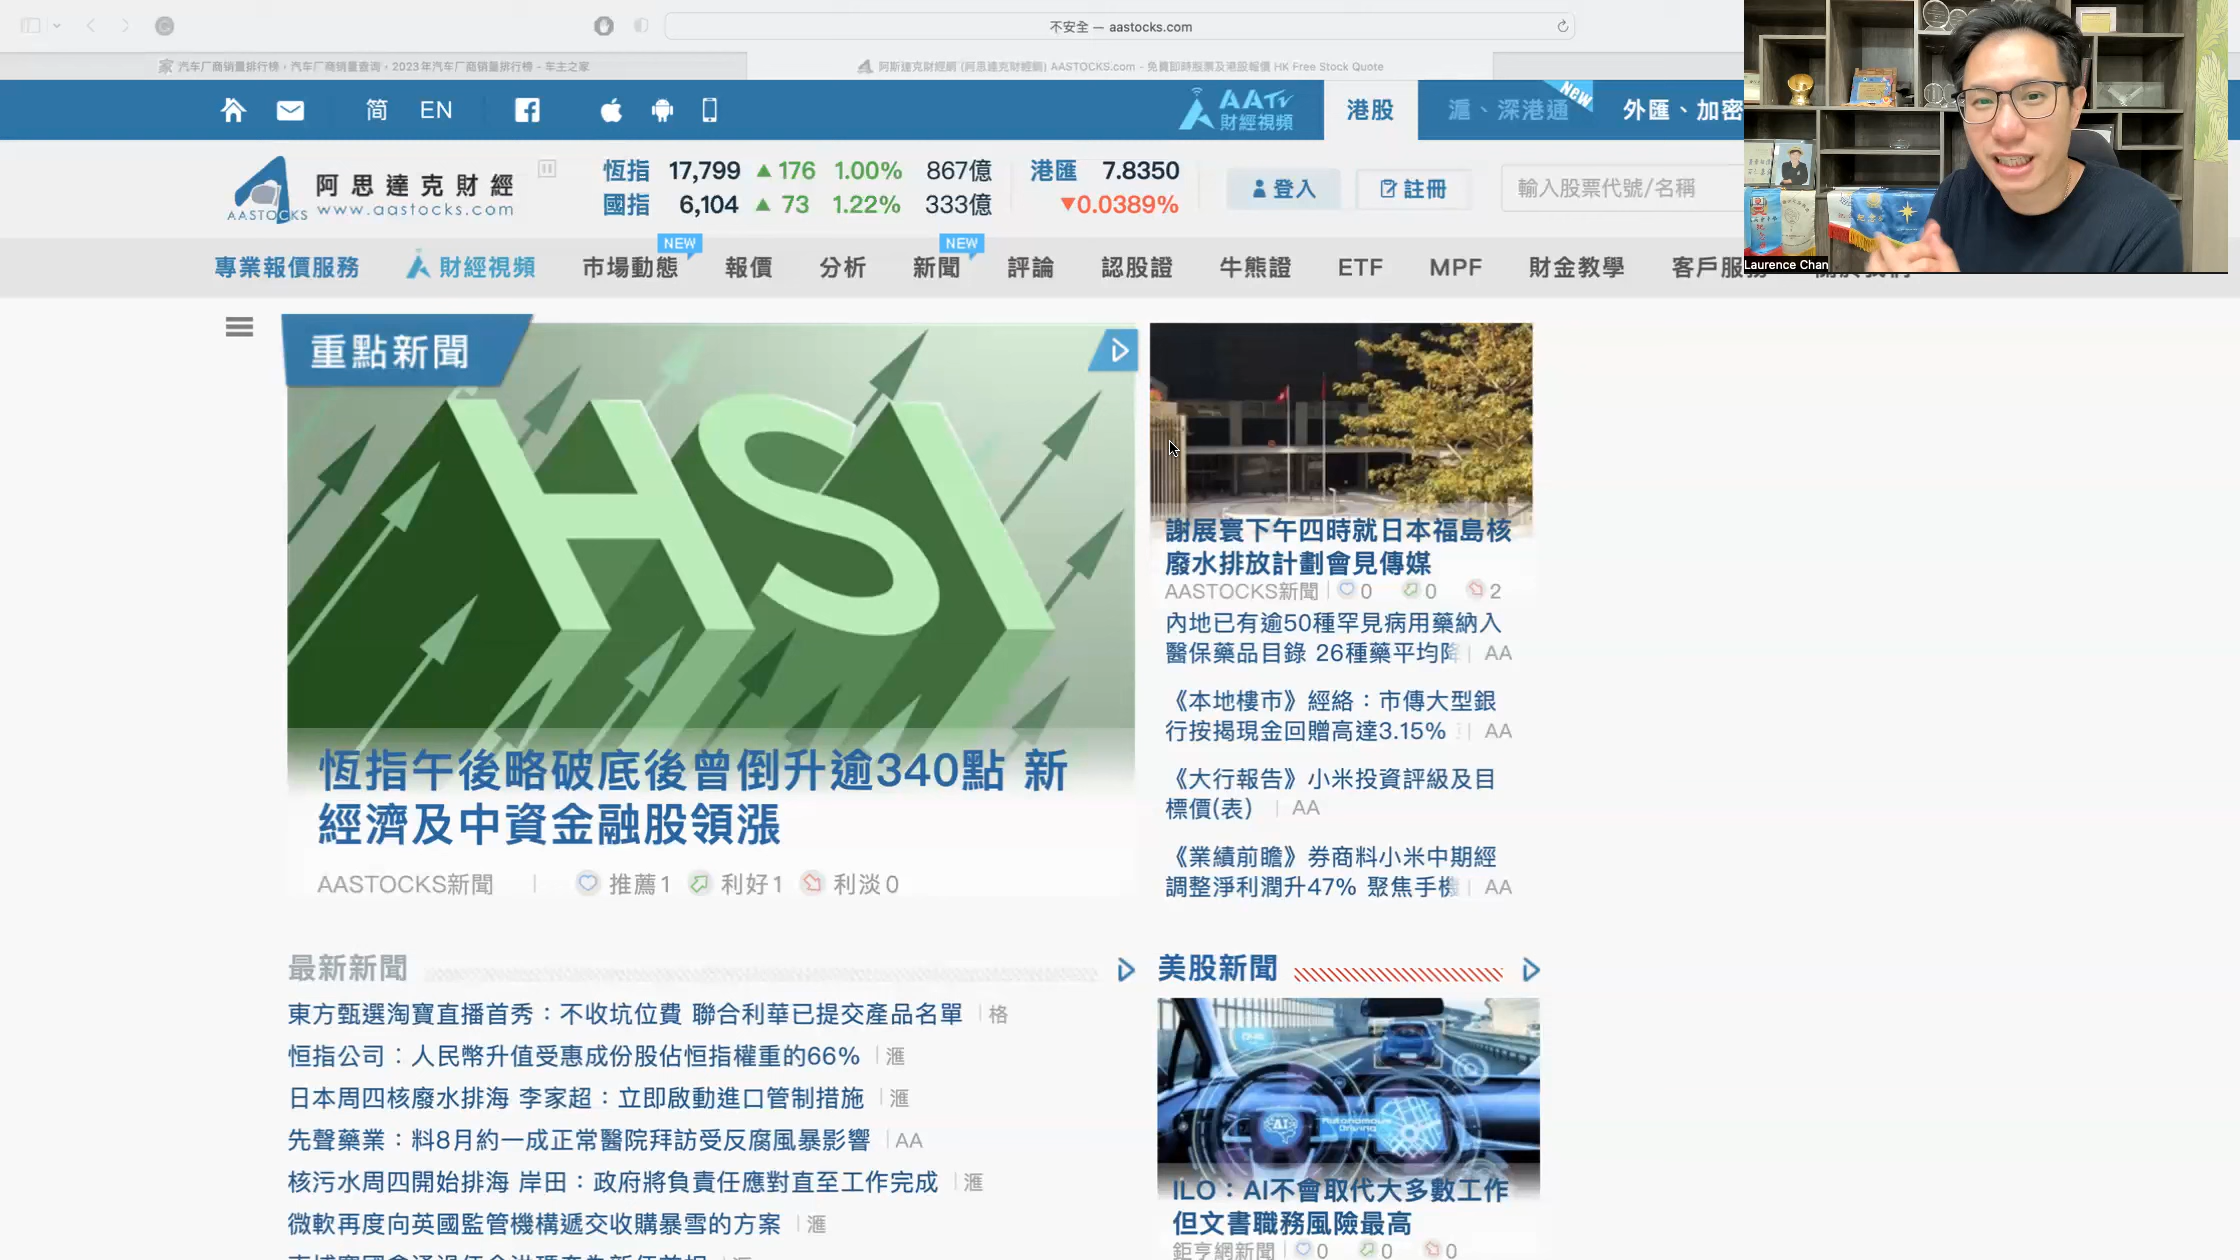 不安全 — aastocks.com
汽车厂商销量排行榜，汽车厂商销量查询，2023年汽车厂商销量排行榜 - 车主之家
阿斯達克財經網 (阿思達克財經網) AASTOCKS.com - 免費即時股票及港股報價 HK Free Stock Quote
简 EN
AATV 財經視頻
港股
滬、深港通
New
外匯、加密
阿思達克財經
www.aastocks.com
AASTOCKS
恆指 17,799 ▲176 1.00% 867億
國指 6,104 ▲73 1.22% 333億
港匯 7.8350
▼0.0389%
登入
註冊
輸入股票代號/名稱
Laurence Chan
專業報價服務
財經視頻
市場動態
NEW
報價
分析
新聞
NEW
評論
認股證
牛熊證
ETF
MPF
財金教學
客戶服
重點新聞
HSI
恆指午後略破底後曾倒升逾340點 新
經濟及中資金融股領漲
AASTOCKS新聞 | 推薦1 利好1 利淡0
謝展寰下午四時就日本福島核
廢水排放計劃會見傳媒
AASTOCKS新聞 | 0 0 2
內地已有逾50種罕見病用藥納入
醫保藥品目錄 26種藥平均降 | AA
《本地樓市》經絡：市傳大型銀
行按揭現金回贈高達3.15% | AA
《大行報告》小米投資評級及目
標價(表) | AA
《業績前瞻》券商料小米中期經
調整淨利潤升47% 聚焦手機 | AA
最新新聞
東方甄選淘寶直播首秀：不收坑位費 聯合利華已提交產品名單 | 格
恒指公司：人民幣升值受惠成份股佔恒指權重的66% | 滙
日本周四核廢水排海 李家超：立即啟動進口管制措施 | 滙
先聲藥業：料8月約一成正常醫院拜訪受反腐風暴影響 | AA
核污水周四開始排海 岸田：政府將負責任應對直至工作完成 | 滙
微軟再度向英國監管機構遞交收購暴雪的方案 | 滙
美股新聞
AI
Autonomous
Driving
ILO：AI不會取代大多數工作
但文書職務風險最高
鉅亨網新聞 | 0 0 0